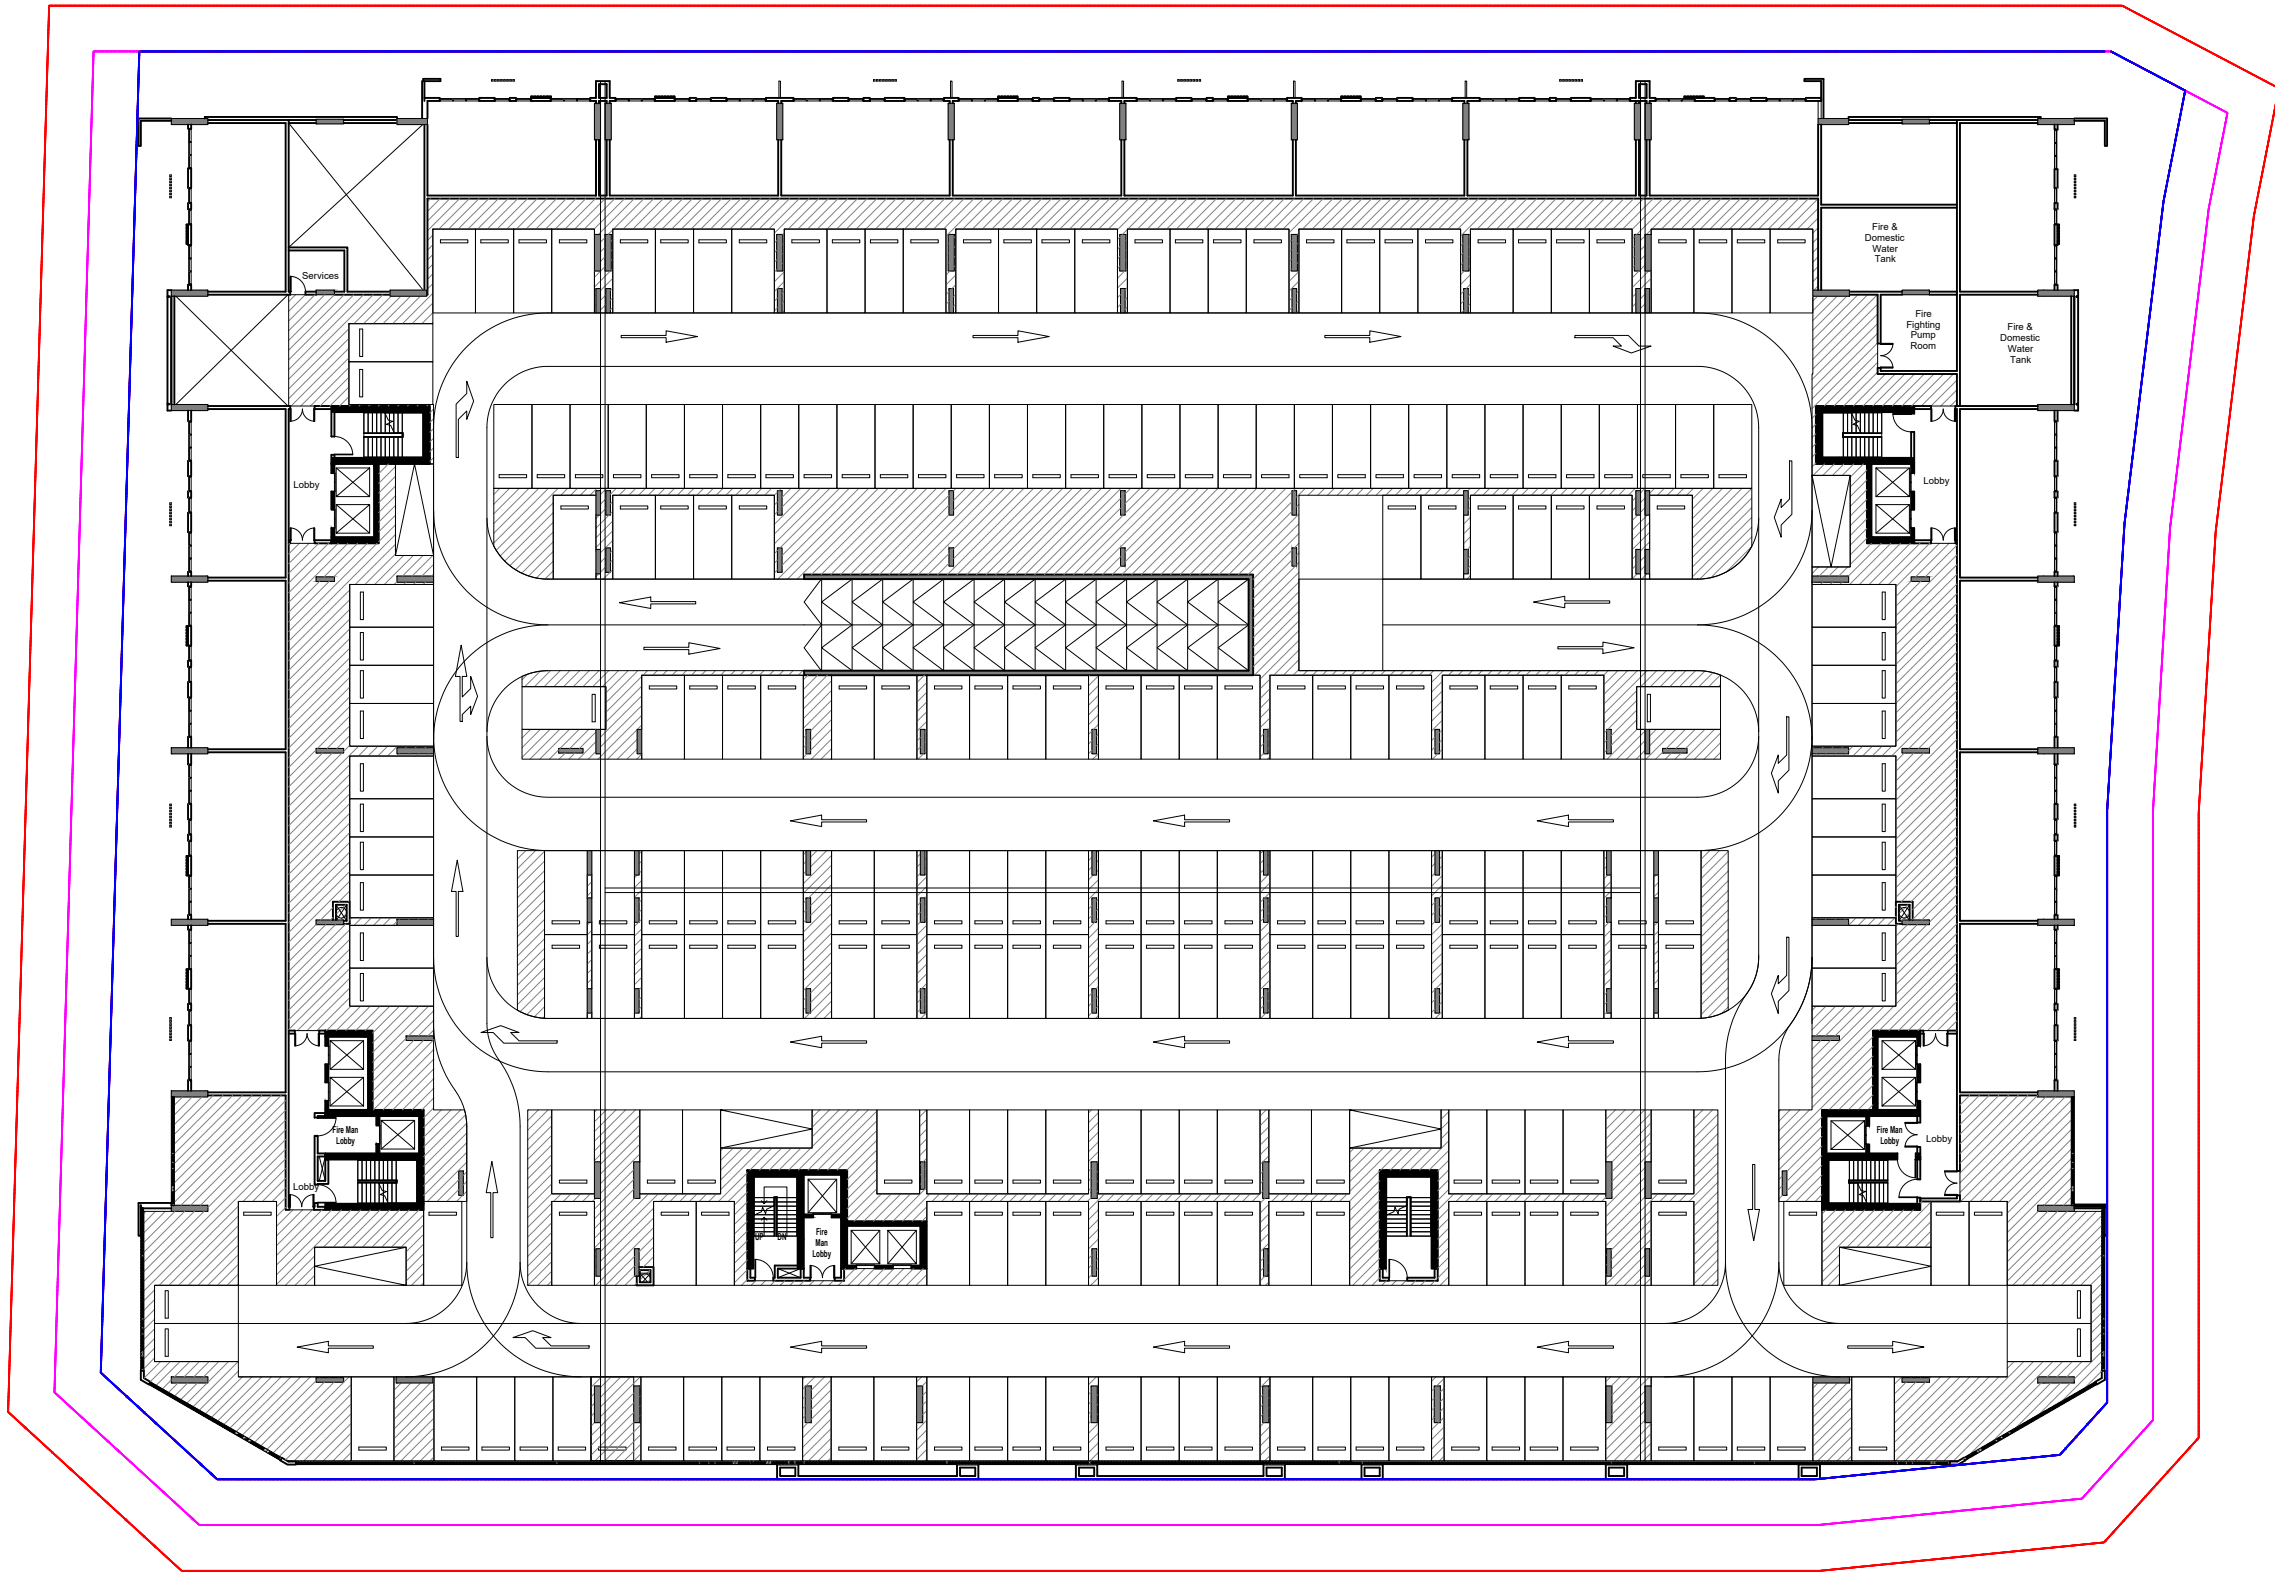 Fire &
Domestic
Water
Tank
Services
Fire
Fighting
Pump
Room
Fire &
Domestic
Water
Tank
Lobby
Lobby
Fire Man
Lobby
Fire Man
Lobby
Lobby
Lobby
UP DN
Fire
Man
Lobby